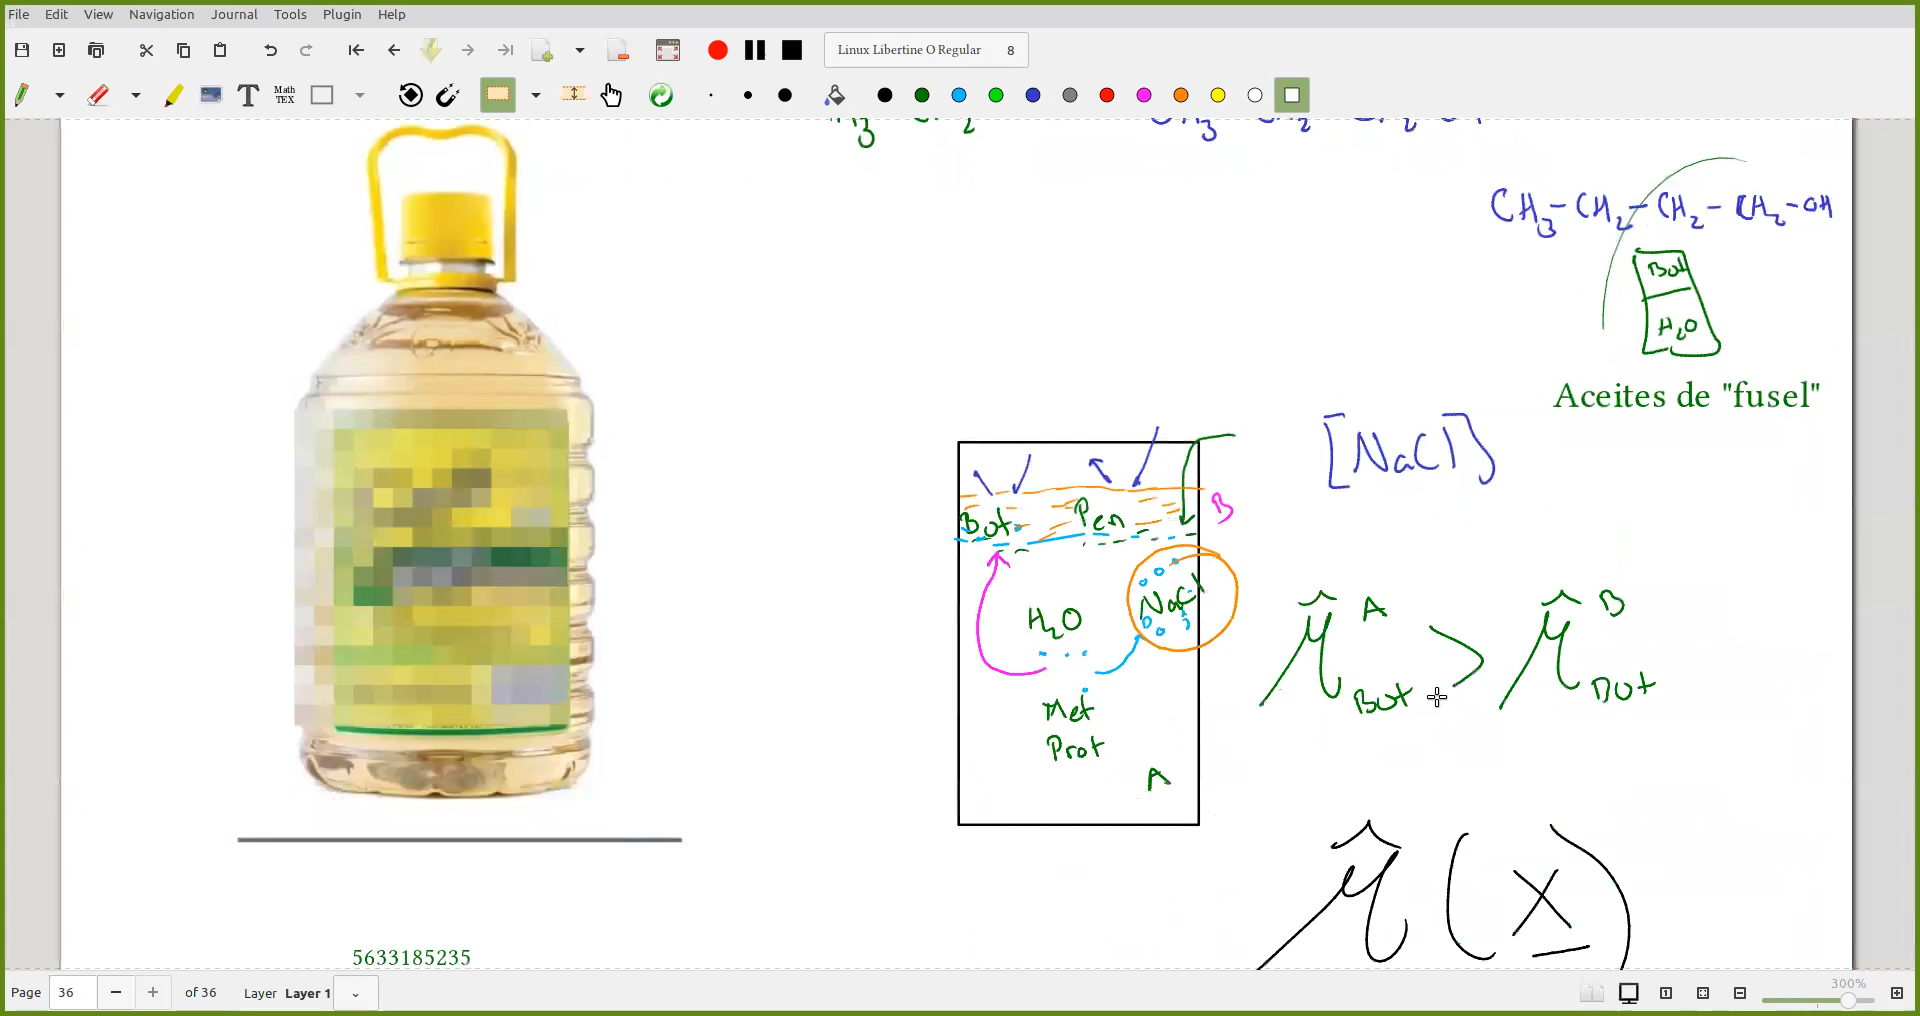 File Edit View Navigation Journal Tools Plugin Help
Linux Libertine O Regular 8
T Math TEX
CH3-CH2-CH2-CH2-OH
But
H2O
Aceites de "fusel"
[NaCl]
But Pen B
NaCl
H2O
Met
Prot
A
μ̂ A But > μ̂ B But
μ̂ (x)
5633185235
Page 36 of 36 Layer Layer 1 300%